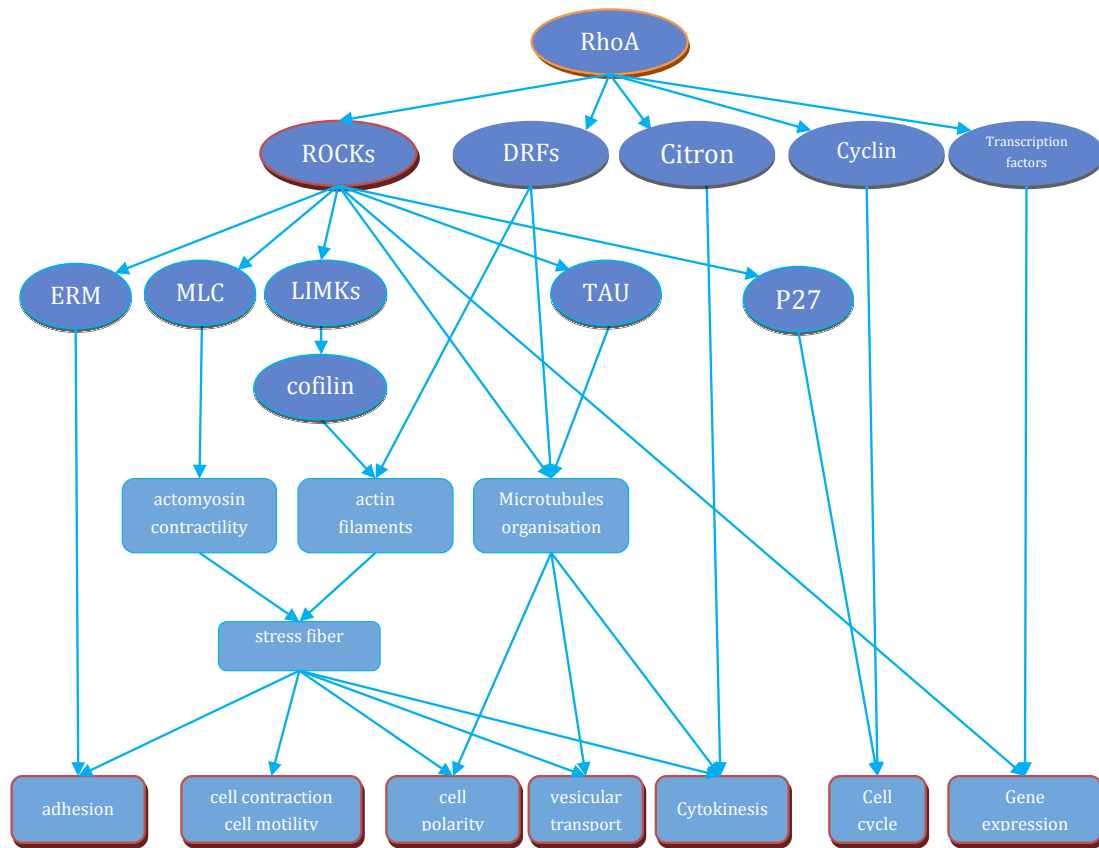 RhoA
ROCKs
DRFs
Citron
Cyclin
Transcription
factors
ERM
MLC
LIMKs
TAU
P27
cofilin
actomyosin
contractility
actin
filaments
Microtubules
organisation
stress fiber
adhesion
cell contraction
cell motility
cell
polarity
vesicular
transport
Cytokinesis
Cell
cycle
Gene
expression